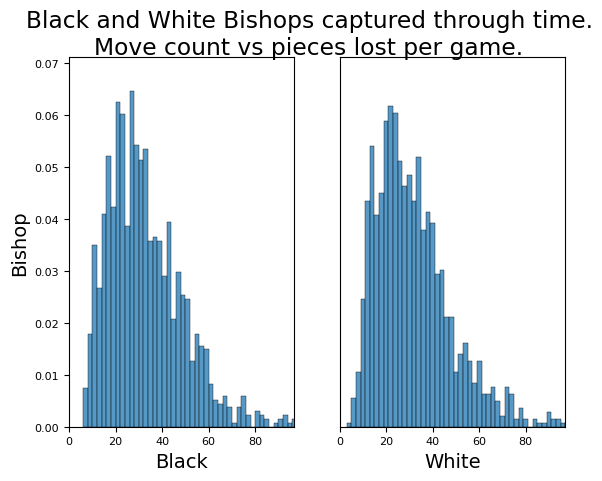 Black and White Bishops captured through time.
Move count vs pieces lost per game.
0.07
0.06
0.05
0.04
0.03
0.02
0.01
0.00
Bishop
0 20 40 60 80
0 20 40 60 80
Black
White